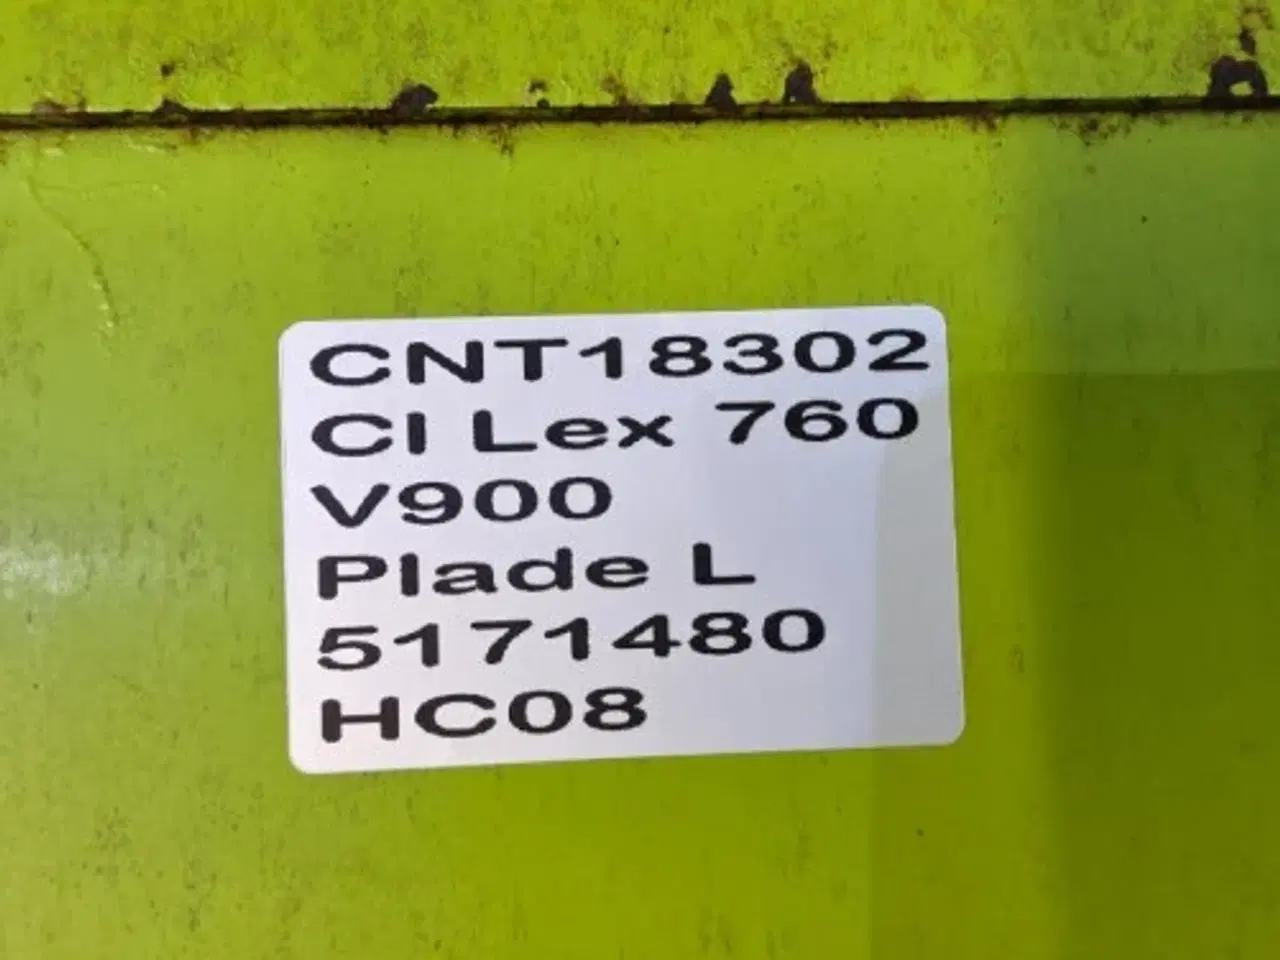 CNT18302
Cl Lex 760
V900
Plade L
5171480
HC08